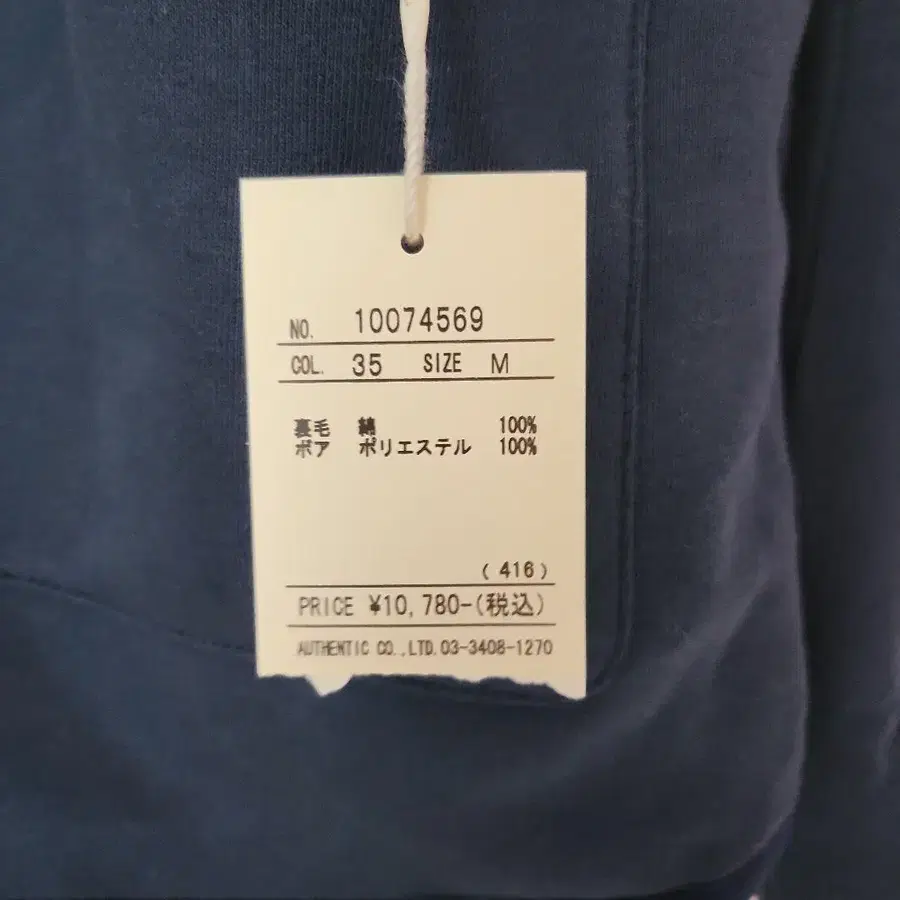 NO. 10074569
COL. 35 SIZE M
裏毛 綿 100%
ボア ポリエステル 100%
( 416 )
PRICE ¥10,780-(税込)
AUTHENTIC CO.,LTD.03-3408-1270